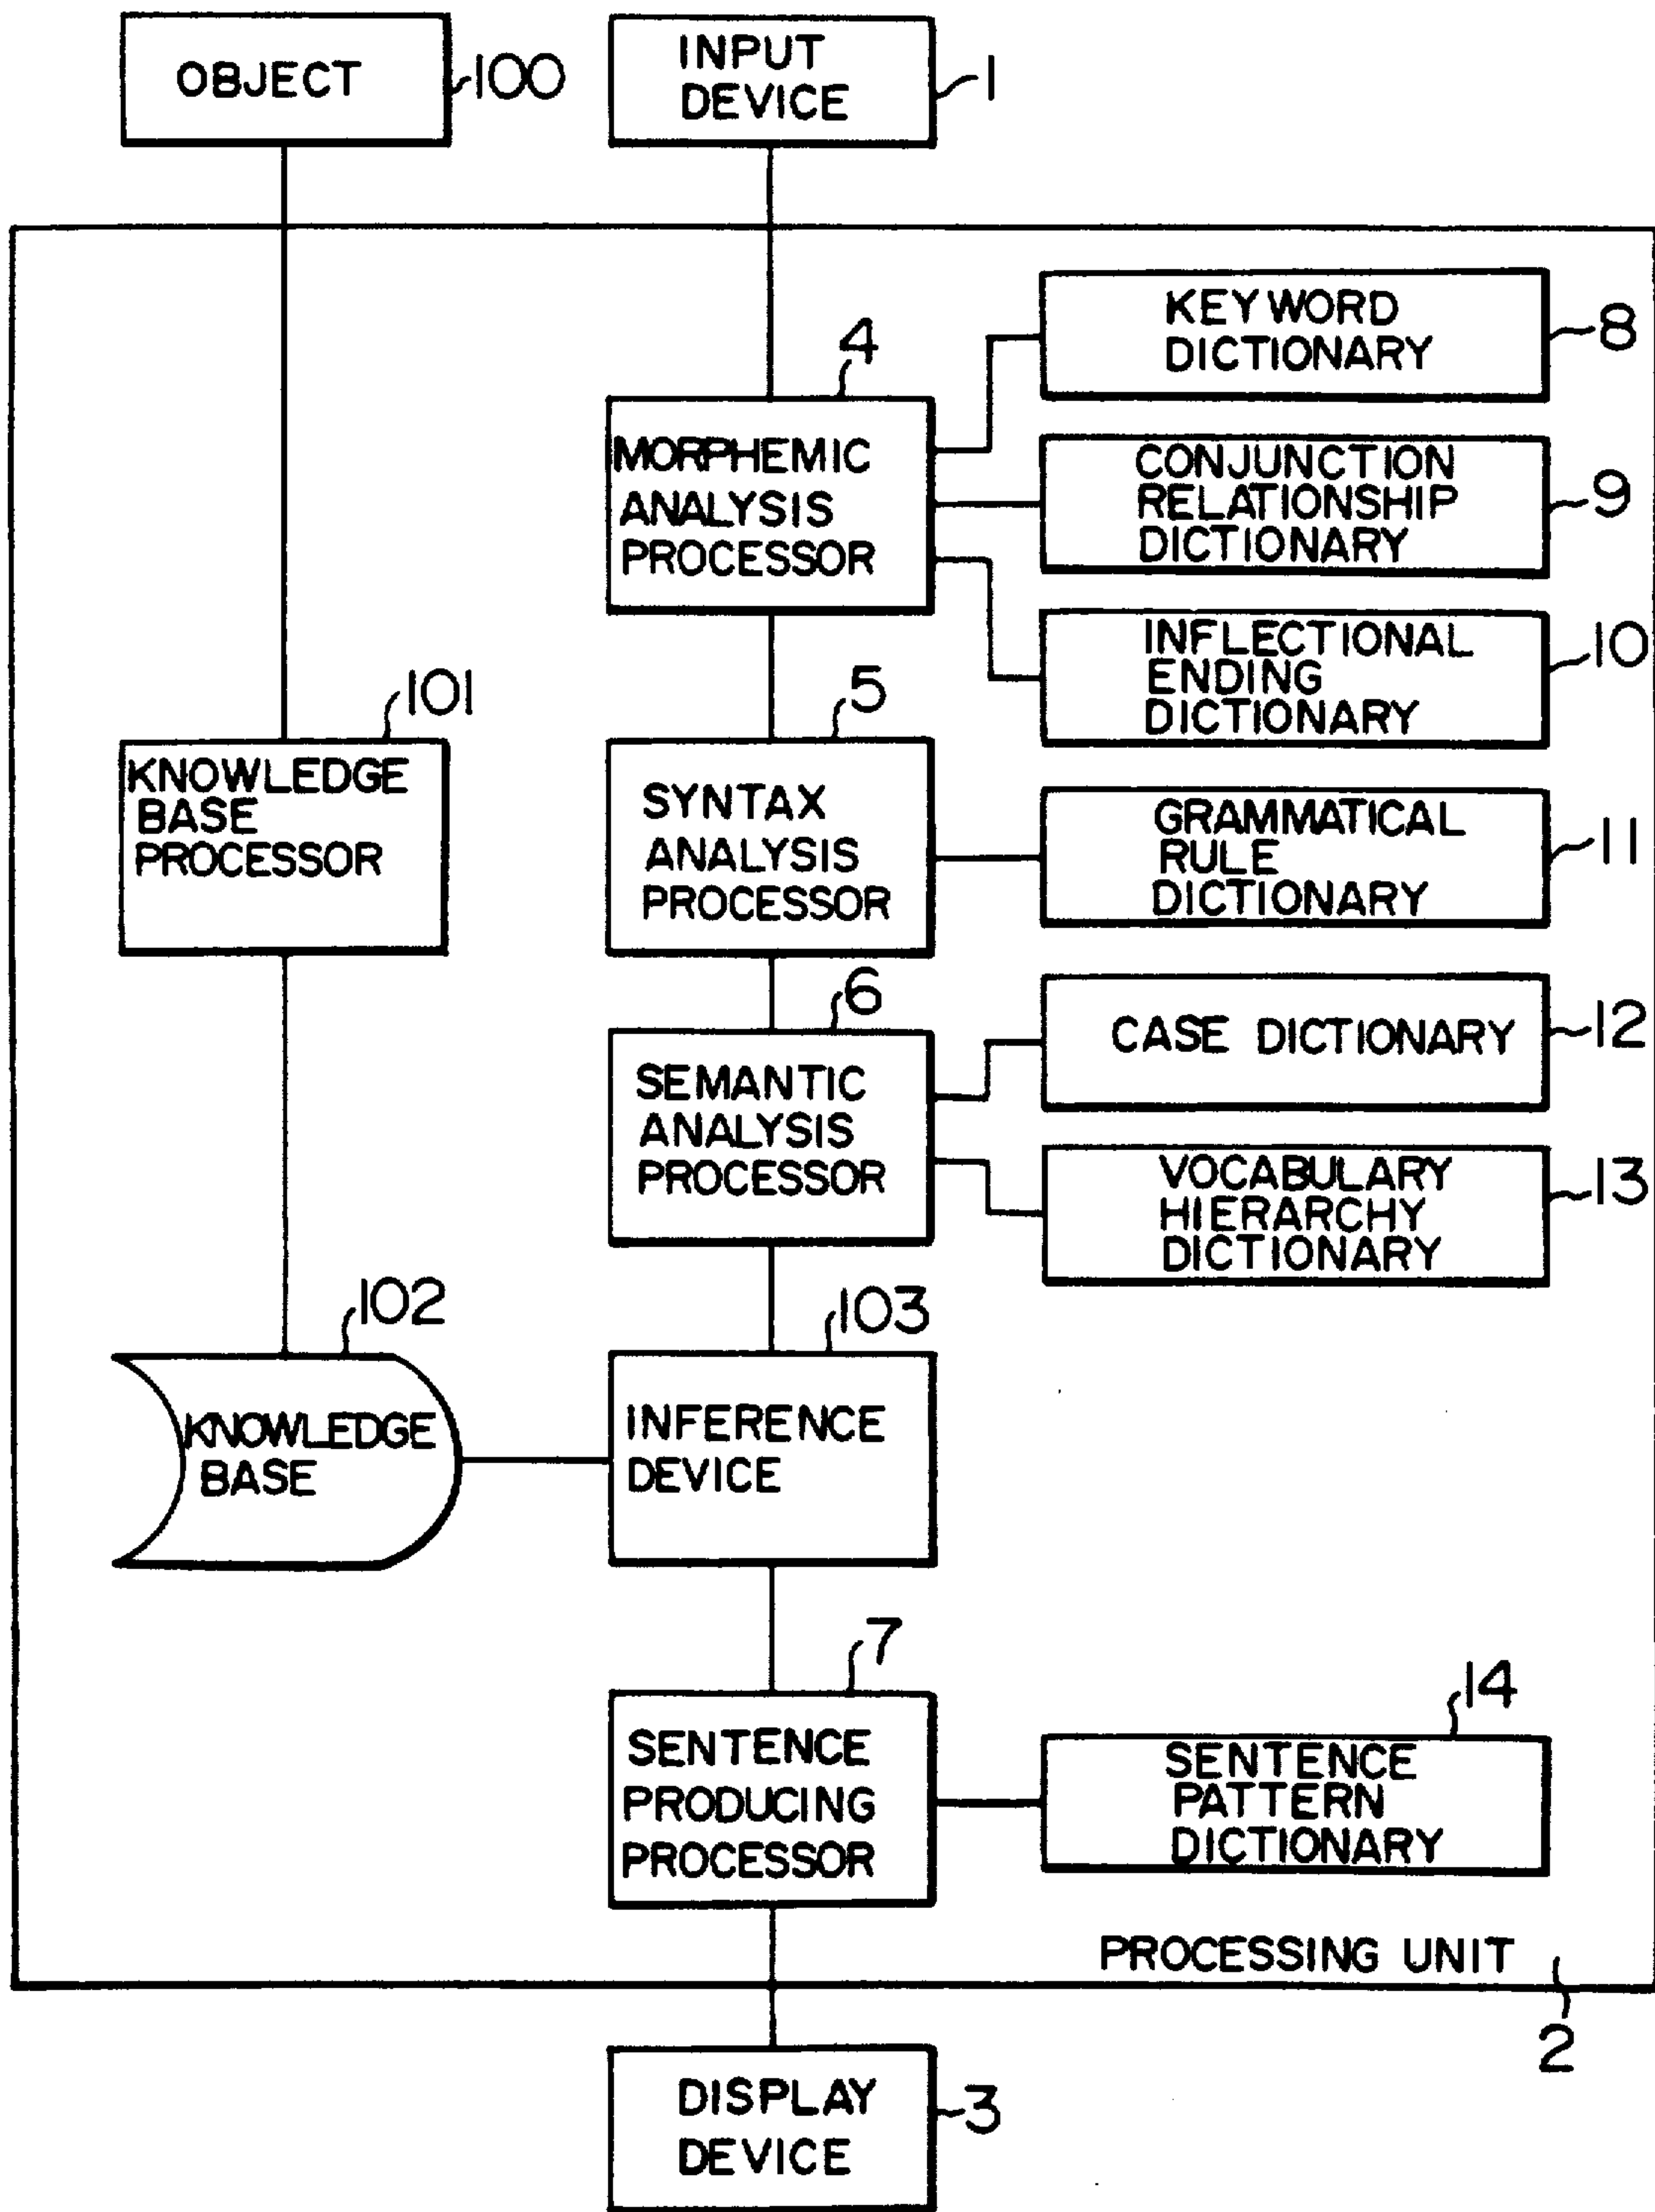 OBJECT
100
INPUT
DEVICE
1
KEYWORD
DICTIONARY
8
4
MORPHEMIC
ANALYSIS
PROCESSOR
CONJUNCTION
RELATIONSHIP
DICTIONARY
9
INFLECTIONAL
ENDING
DICTIONARY
10
101
KNOWLEDGE
BASE
PROCESSOR
5
SYNTAX
ANALYSIS
PROCESSOR
GRAMMATICAL
RULE
DICTIONARY
11
6
SEMANTIC
ANALYSIS
PROCESSOR
CASE DICTIONARY
12
VOCABULARY
HIERARCHY
DICTIONARY
13
102
KNOWLEDGE
BASE
103
INFERENCE
DEVICE
7
SENTENCE
PRODUCING
PROCESSOR
14
SENTENCE
PATTERN
DICTIONARY
PROCESSING UNIT
2
DISPLAY
DEVICE
3